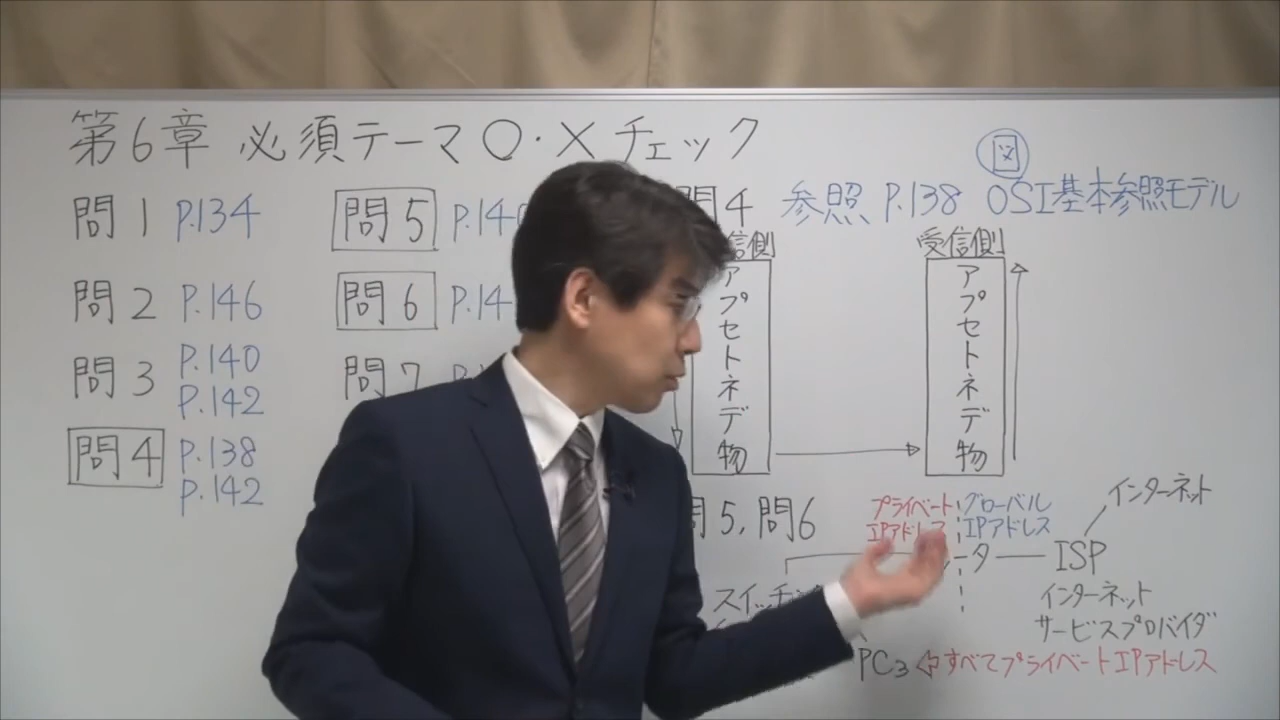 第6章 必須テーマ○・×チェック
問1 P.134
問2 P.146
問3 P.140
P.142
問4 P.138
P.142
問5 P.14
問6 P.14
問7
問4 参照 P.138 図 OSI基本参照モデル
信側
アプセトネデ物
受信側
アプセトネデ物
問5,問6
プライベート
IPアドレス
グローバル
IPアドレス
インターネット
ータ
ISP
インターネット
サービスプロバイダ
スイッチ
PC3 ⇦すべてプライベートIPアドレス